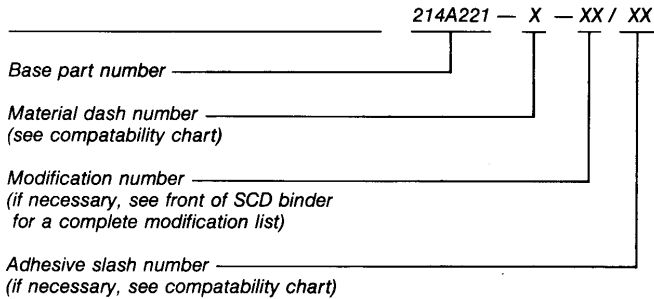 214A221 — X — XX / XX
Base part number
Material dash number
(see compatability chart)
Modification number
(if necessary, see front of SCD binder
for a complete modification list)
Adhesive slash number
(if necessary, see compatability chart)